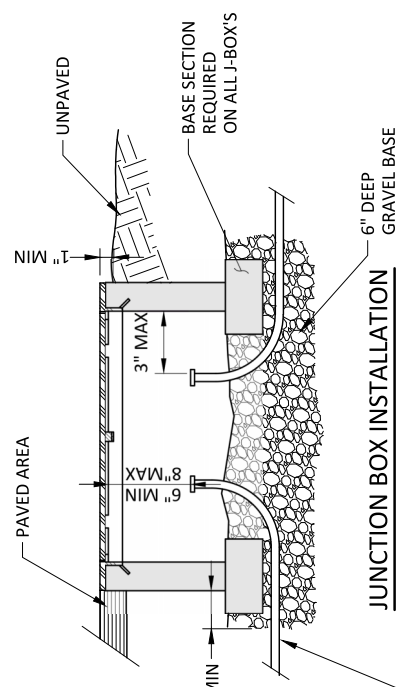 PAVED AREA
UNPAVED
1" MIN
6" MIN
8"MAX
3" MAX
BASE SECTION
REQUIRED
ON ALL J-BOX'S
MIN
6" DEEP
GRAVEL BASE
JUNCTION BOX INSTALLATION